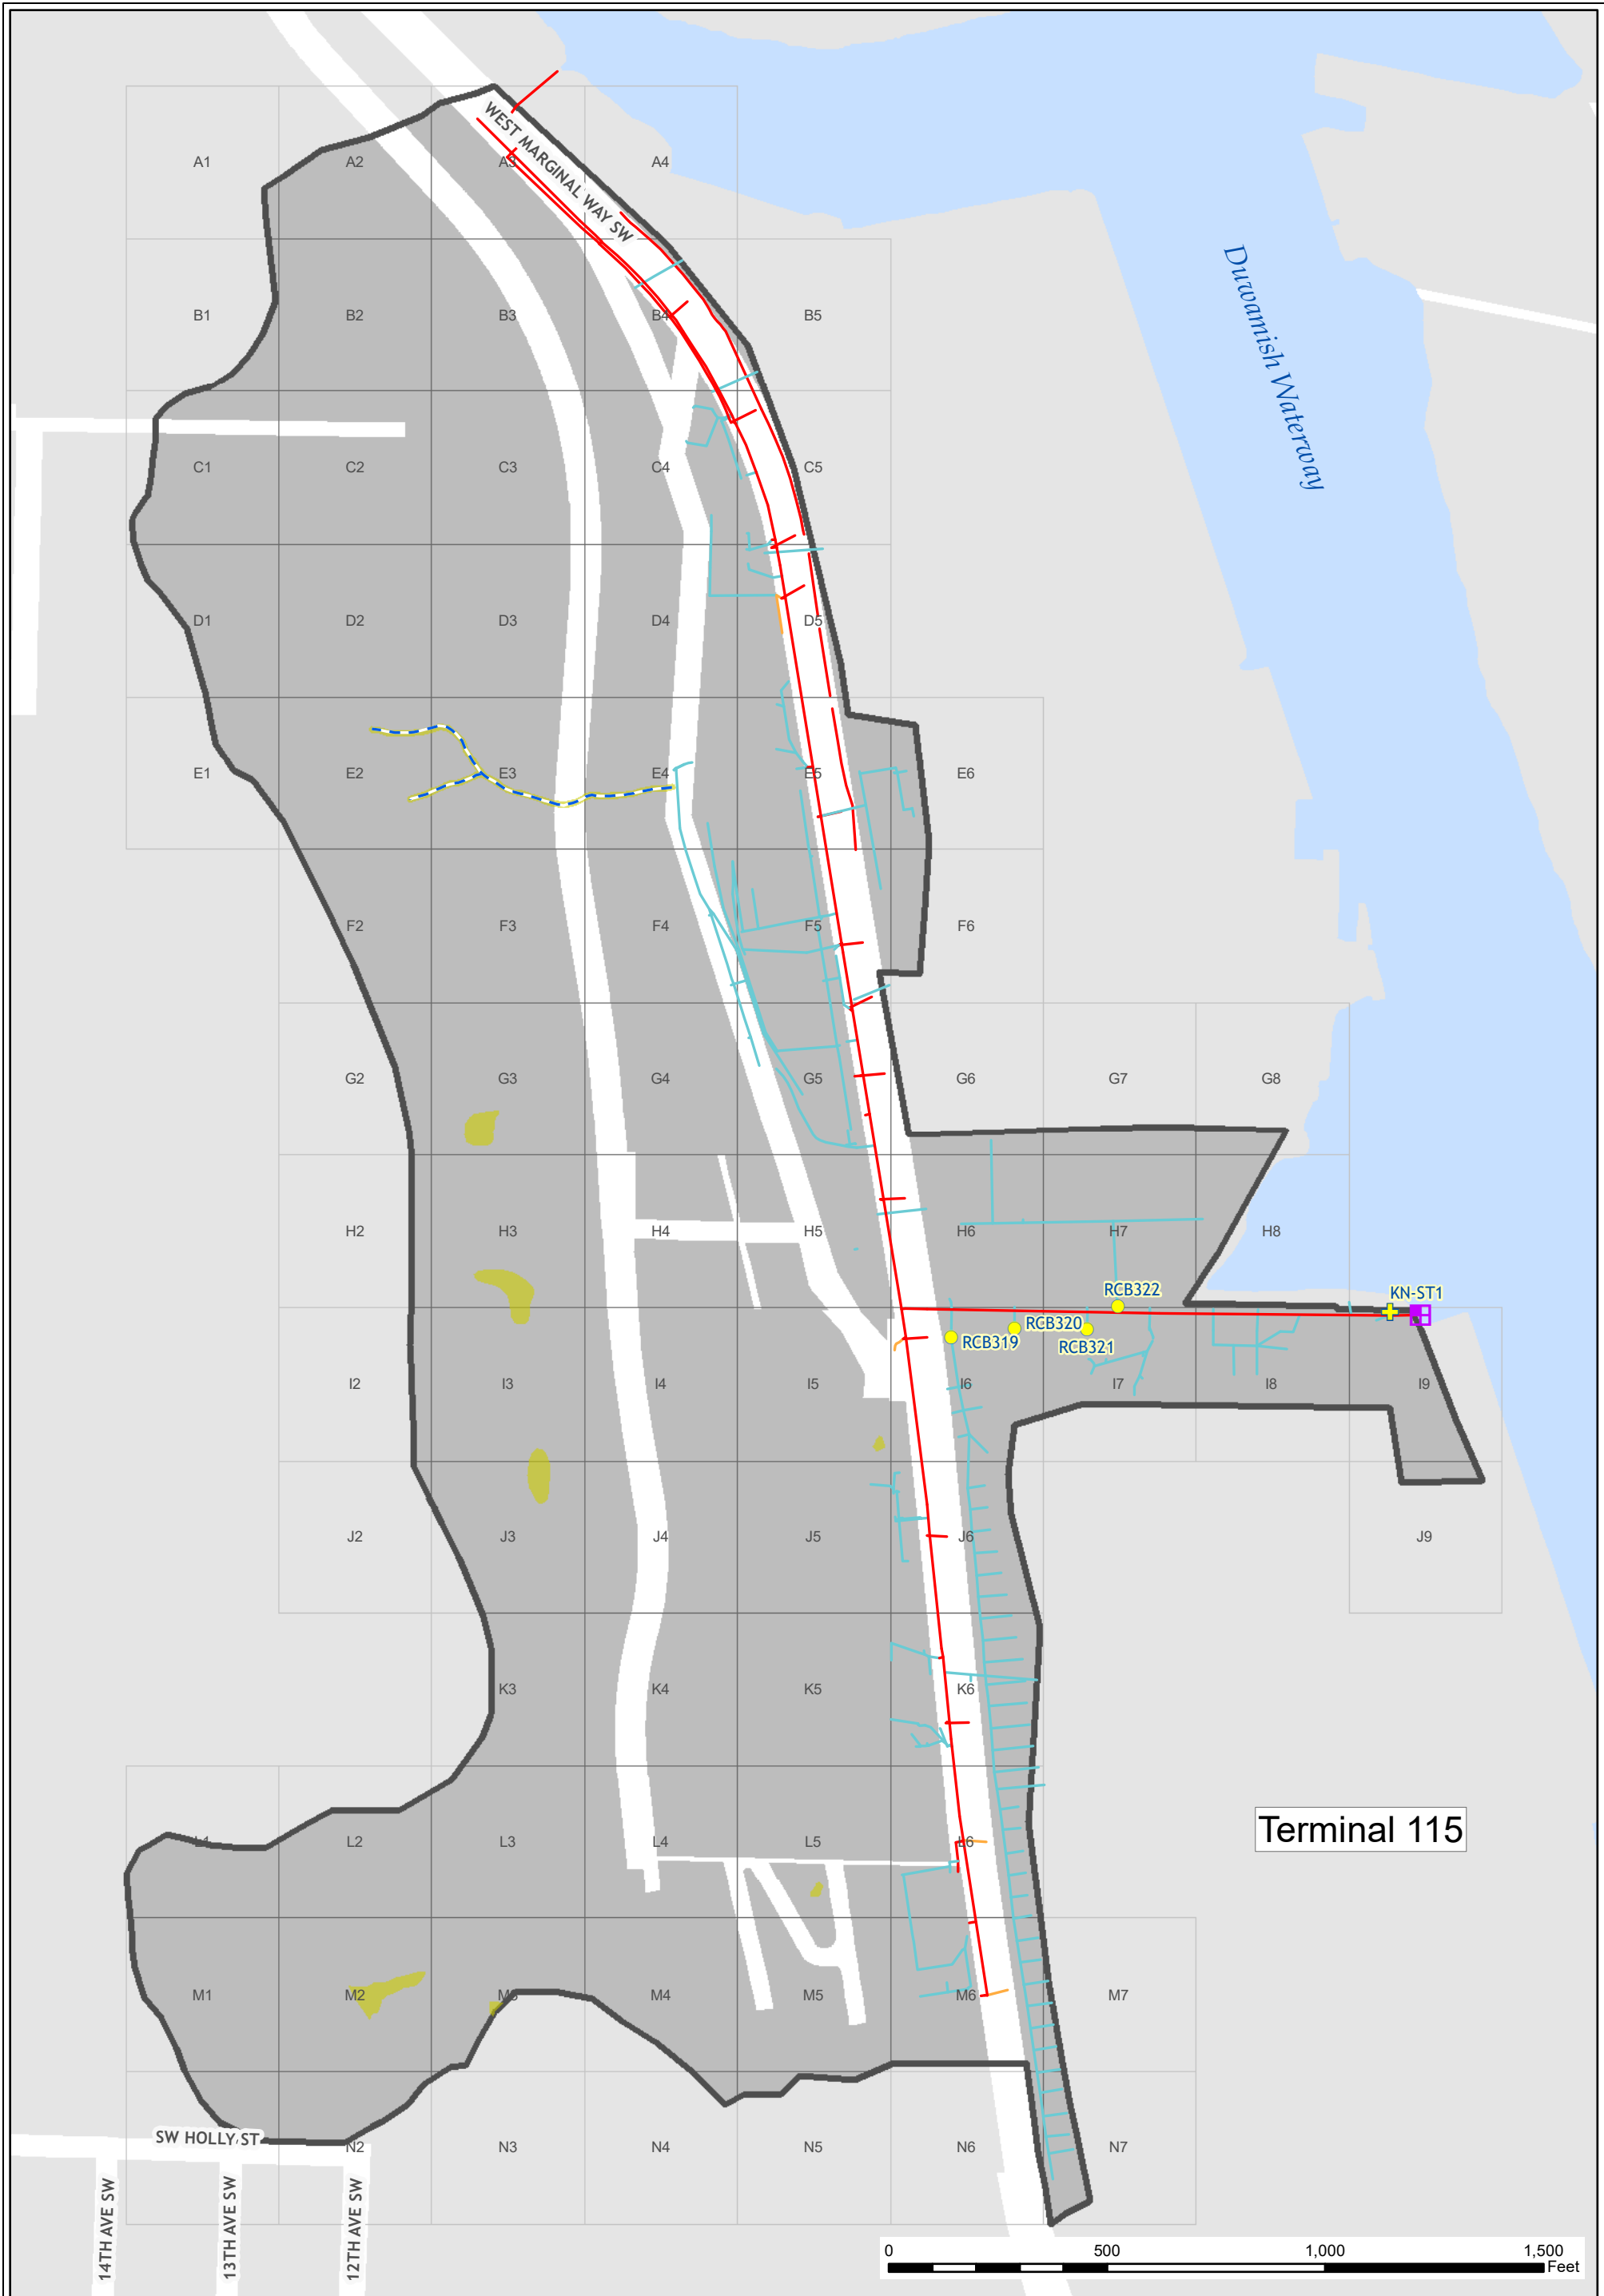 A1
A2
A3
A4
WEST MARGINAL WAY SW
B1
B2
B3
B4
B5
Duwamish Waterway
C1
C2
C3
C4
C5
D1
D2
D3
D4
D5
E1
E2
E3
E4
E5
E6
F2
F3
F4
F5
F6
G2
G3
G4
G5
G6
G7
G8
H2
H3
H4
H5
H6
H7
H8
RCB322
KN-ST1
RCB320
RCB319
RCB321
I2
I3
I4
I5
I6
I7
I8
I9
J2
J3
J4
J5
J6
J9
K3
K4
K5
K6
Terminal 115
L1
L2
L3
L4
L5
L6
M1
M2
M3
M4
M5
M6
M7
SW HOLLY ST
N2
N3
N4
N5
N6
N7
14TH AVE SW
13TH AVE SW
12TH AVE SW
0
500
1,000
1,500
Feet